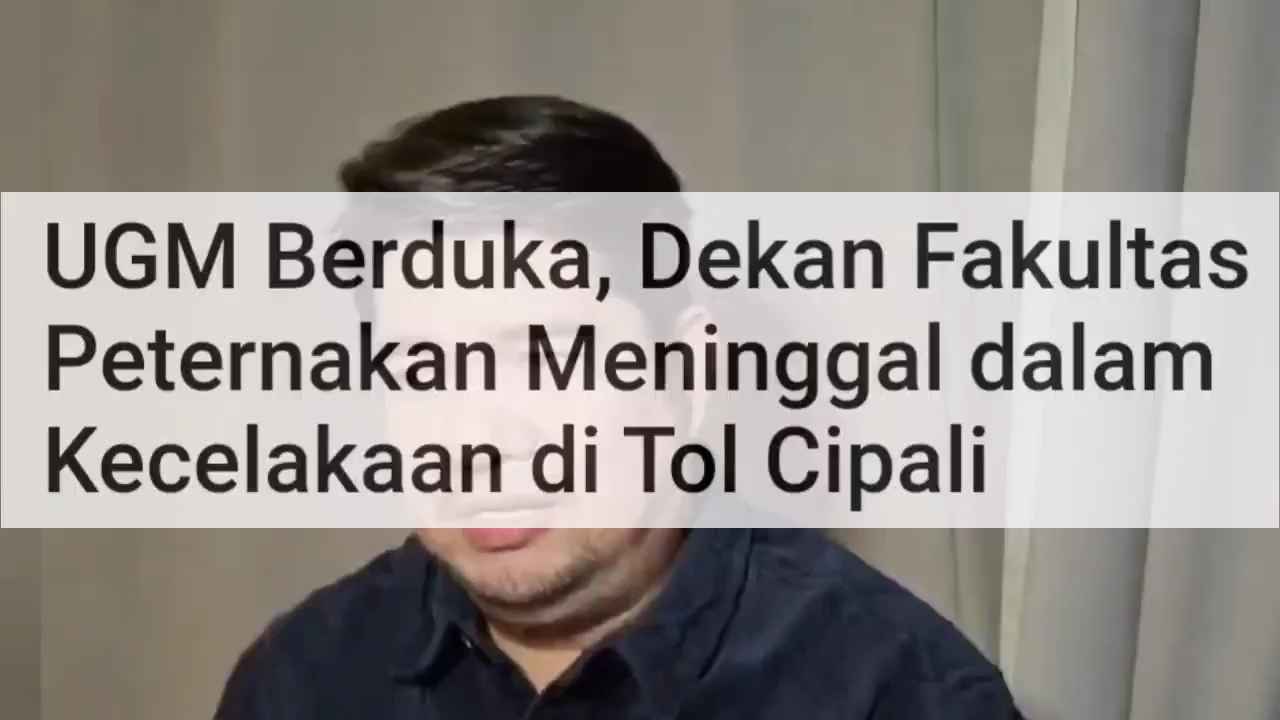 UGM Berduka, Dekan Fakultas
Peternakan Meninggal dalam
Kecelakaan di Tol Cipali